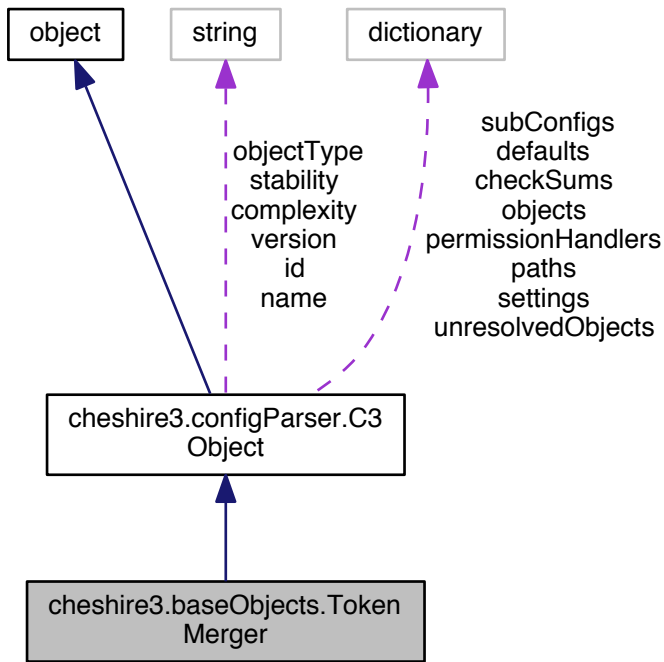 object
string
dictionary
objectType
stability
complexity
version
id
name
subConfigs
defaults
checkSums
objects
permissionHandlers
paths
settings
unresolvedObjects
cheshire3.configParser.C3
Object
cheshire3.baseObjects.Token
Merger